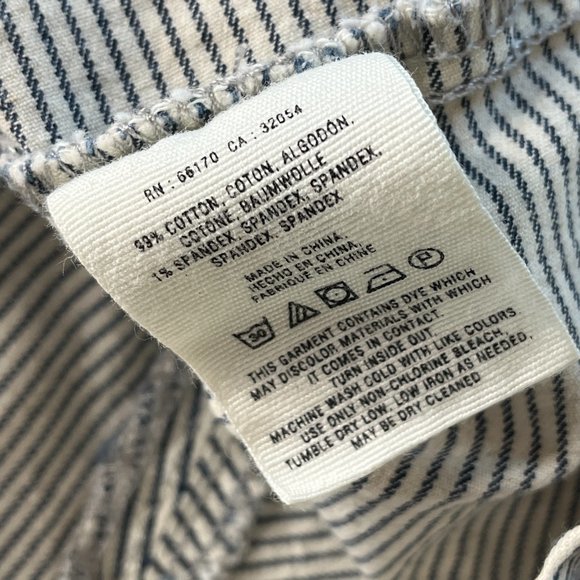 RN : 66170 CA : 32054
99% COTTON, COTON, ALGODÓN,
COTONE, BAUMWOLLE
1% SPANDEX, SPANDEX, SPANDEX,
SPANDEX, SPANDEX
MADE IN CHINA.
HECHO EN CHINA.
FABRIQUE EN CHINE
30 P
THIS GARMENT CONTAINS DYE WHICH
MAY DISCOLOR MATERIALS WITH WHICH
IT COMES IN CONTACT.
TURN INSIDE OUT.
MACHINE WASH COLD WITH LIKE COLORS
USE ONLY NON-CHLORINE BLEACH,
TUMBLE DRY LOW. LOW IRON AS NEEDED
MAY BE DRY CLEANED